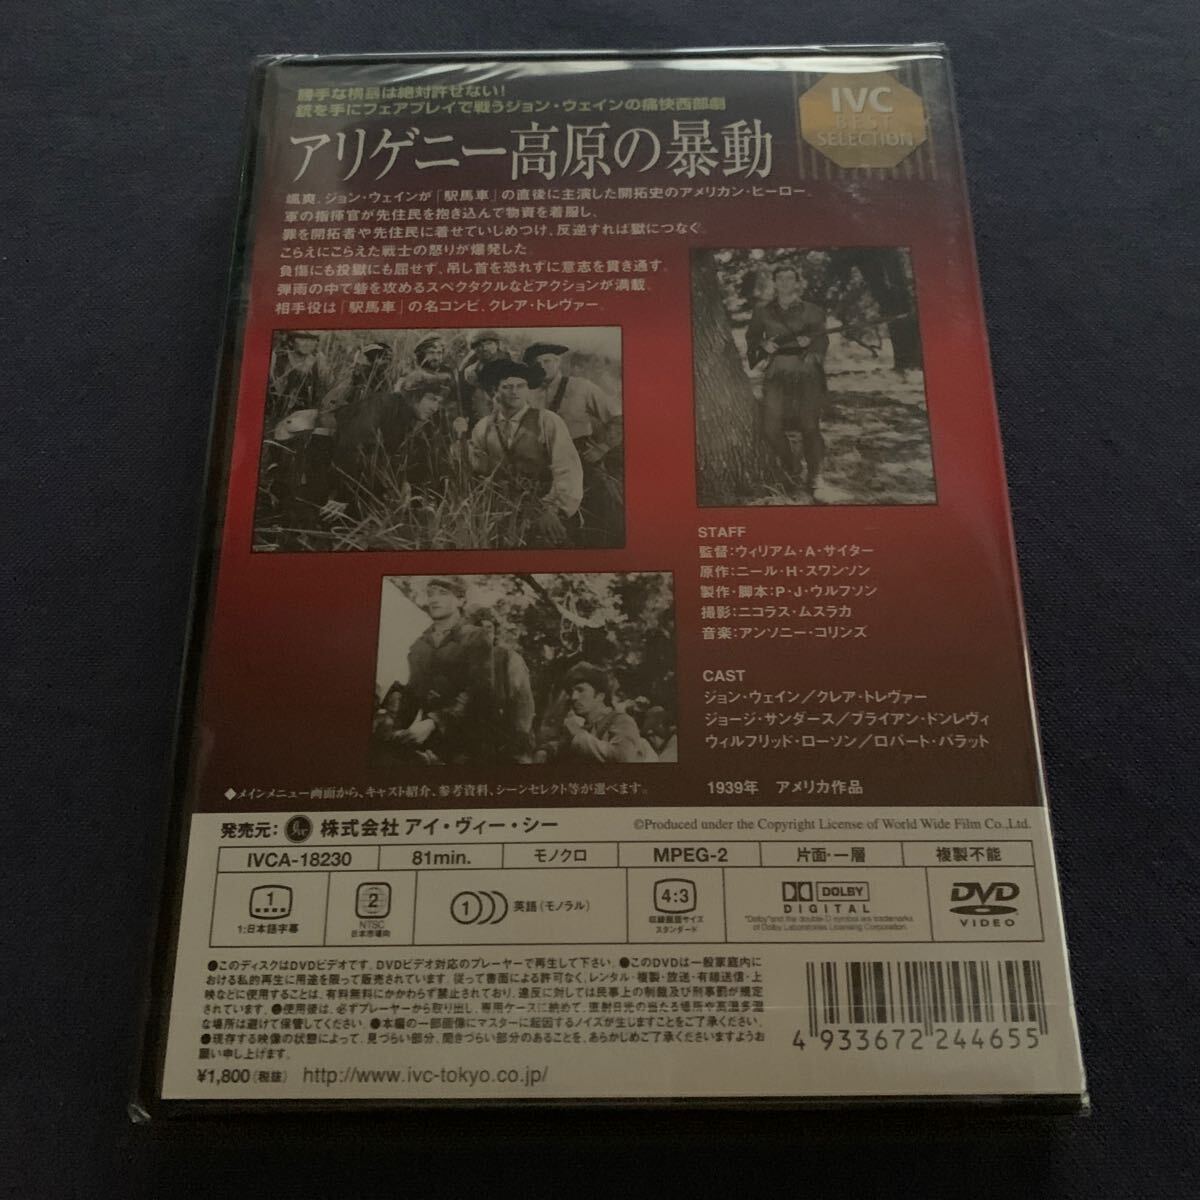 勝手な横暴は絶対許せない!
銃を手にフェアプレイで戦うジョン・ウェインの痛快西部劇
アリゲニー高原の暴動
IVC
BEST
SELECTION
颯爽、ジョン・ウェインが「駅馬車」の直後に主演した開拓史のアメリカン・ヒーロー。
軍の指揮官が先住民を抱き込んで物資を着服し、
罪を開拓者や先住民に着せていじめつけ、反逆すれば獄につなぐ。
こらえにこらえた戦士の怒りが爆発した。
負傷にも投獄にも屈せず、吊し首を恐れずに意志を貫き通す。
弾雨の中で砦を攻めるスペクタクルなどアクションが満載。
相手役は「駅馬車」の名コンビ、クレア・トレヴァー。
STAFF
監督:ウィリアム・A・サイター
原作:ニール・H・スワンソン
製作・脚本:P・J・ウルフソン
撮影:ニコラス・ムスラカ
音楽:アンソニー・コリンズ
CAST
ジョン・ウェイン/クレア・トレヴァー
ジョージ・サンダース/ブライアン・ドンレヴィ
ウィルフリッド・ローソン/ロバート・バラット
1939年 アメリカ作品
◆メインメニュー画面から、キャスト紹介、参考資料、シーンセレクト等が選べます。
発売元: 株式会社 アイ・ヴィー・シー
©Produced under the Copyright License of World Wide Film Co.,Ltd.
IVCA-18230 81min. モノクロ MPEG-2 片面・一層 複製不能
1
1:日本語字幕
2
NTSC
日本市場向
1 英語(モノラル)
4:3
収録画面サイズ
スタンダード
DOLBY
DIGITAL
"Dolby"and the double-D symbol are trademarks
of Dolby Laboratories Licensing Corporation.
DVD
VIDEO
●このディスクはDVDビデオです。DVDビデオ対応のプレーヤーで再生して下さい。●このDVDは一般家庭内に
おける私的再生に用途を限って販売されています。従って書面による許可なく、レンタル・複製・放送・有線送信・上
映などに使用することは、有料無料にかかわらず禁止されており、違反に対しては民事上の制裁及び刑事罰が規定
されています。●使用後は、必ずプレーヤーから取り出し、専用ケースに納めて、直射日光の当たる場所や高温多湿
な場所は避けて保管してください。●本編の一部画像にマスターに起因するノイズが生じますことをご了承ください。
●現存する映像の状態によって、見づらい部分、聞きづらい部分のあることを、あらかじめご了承くださいますようお
願い申し上げます。
¥1,800(税抜) http://www.ivc-tokyo.co.jp/
4 933672 244655